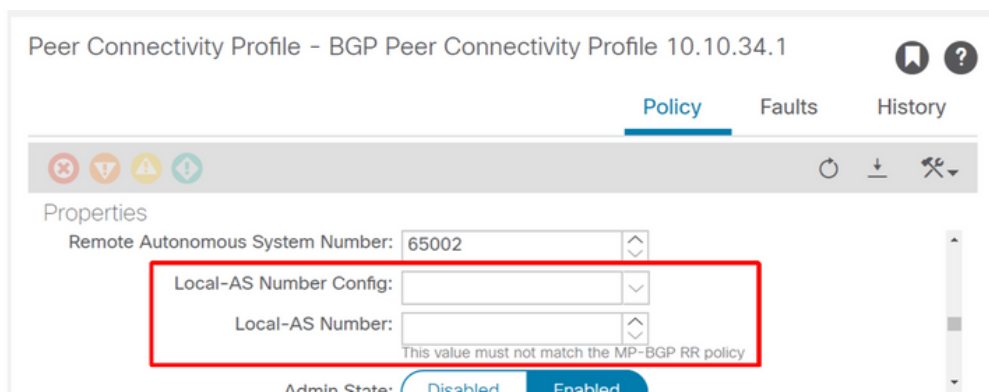 Peer Connectivity Profile - BGP Peer Connectivity Profile 10.10.34.1
Policy Faults History
Properties
Remote Autonomous System Number: 65002
Local-AS Number Config:
Local-AS Number:
This value must not match the MP-BGP RR policy
Admin State: Disabled Enabled